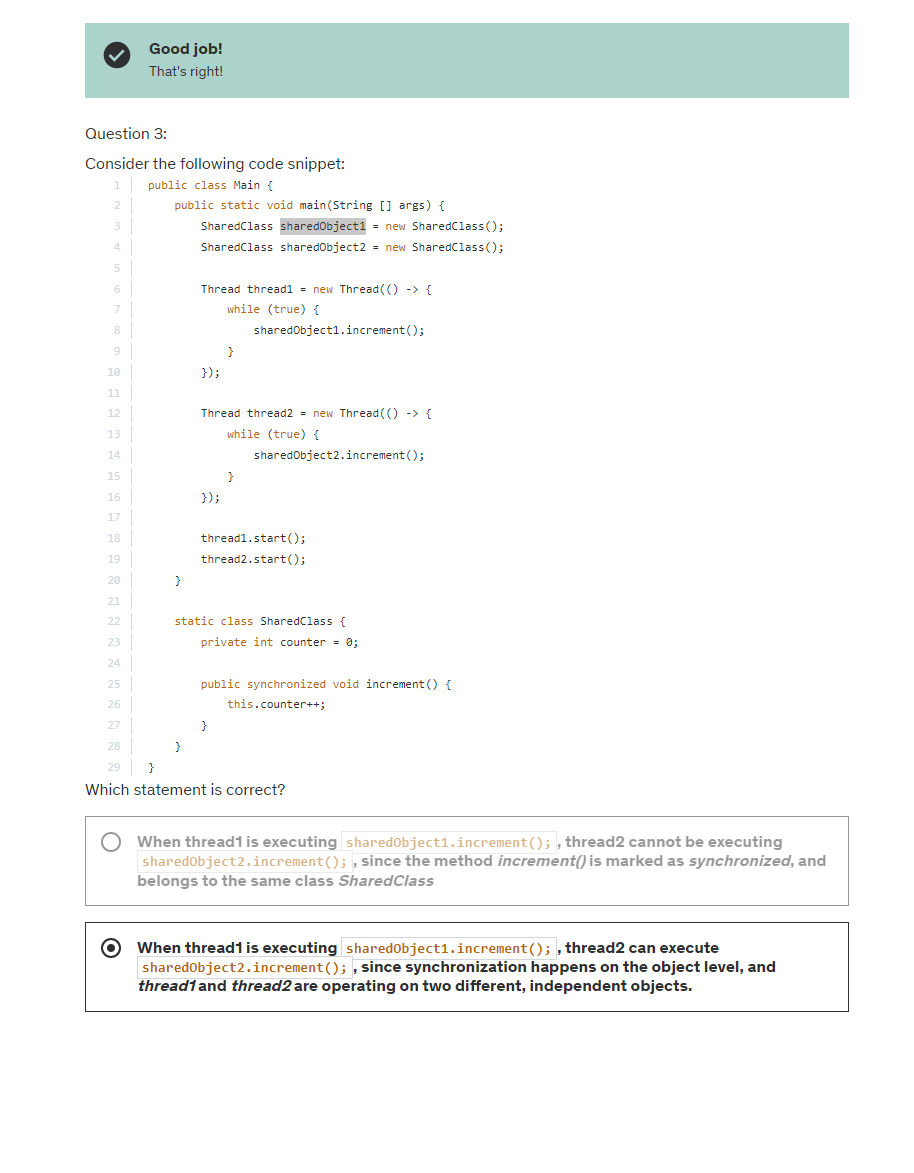 Good job!
That's right!
Question 3:
Consider the following code snippet:
1 public class Main {
2     public static void main(String [] args) {
3         SharedClass sharedObject1 = new SharedClass();
4         SharedClass sharedObject2 = new SharedClass();
5
6         Thread thread1 = new Thread(() -> {
7             while (true) {
8                 sharedObject1.increment();
9             }
10         });
11
12         Thread thread2 = new Thread(() -> {
13             while (true) {
14                 sharedObject2.increment();
15             }
16         });
17
18         thread1.start();
19         thread2.start();
20     }
21
22     static class SharedClass {
23         private int counter = 0;
24
25         public synchronized void increment() {
26             this.counter++;
27         }
28     }
29 }
Which statement is correct?
When thread1 is executing sharedObject1.increment(); , thread2 cannot be executing
sharedObject2.increment(); , since the method increment() is marked as synchronized, and
belongs to the same class SharedClass
When thread1 is executing sharedObject1.increment(); , thread2 can execute
sharedObject2.increment(); , since synchronization happens on the object level, and
thread1 and thread2 are operating on two different, independent objects.